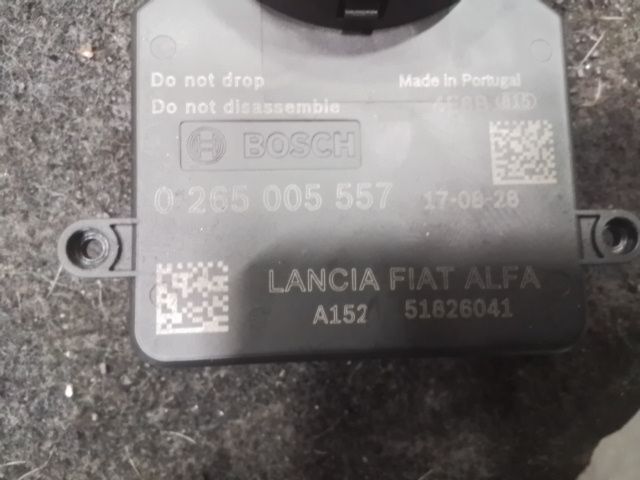 Do not drop
Made in Portugal
Do not disassemble
BOSCH
0 265 005 557
17-08-28
LANCIA FIAT ALFA
A152 51826041